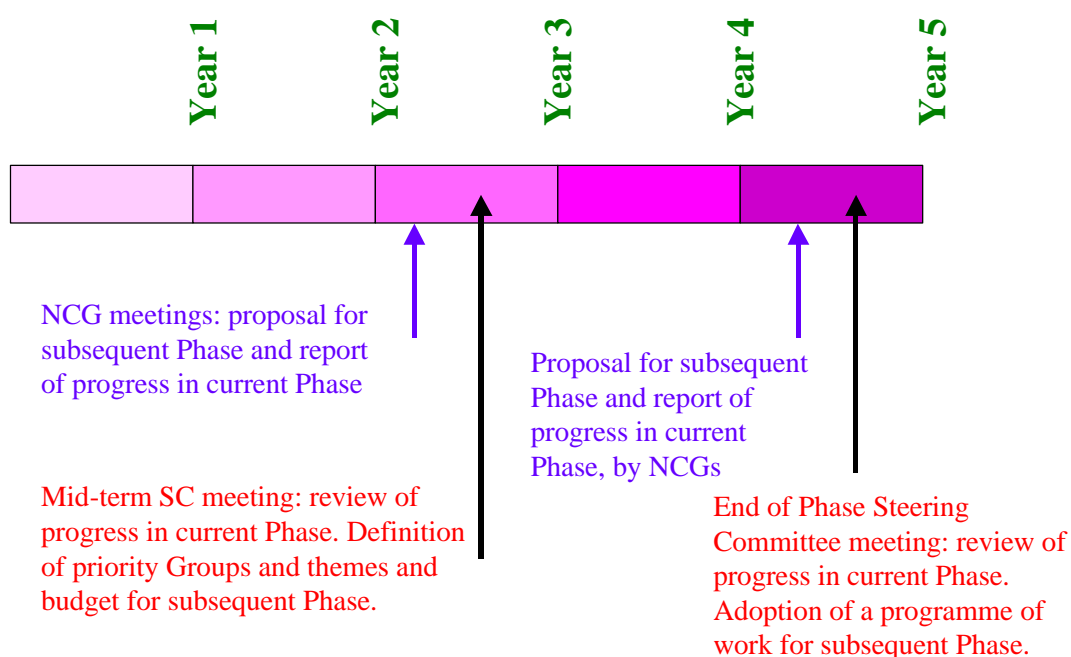 Year 1
Year 2
Year 3
Year 4
Year 5
NCG meetings: proposal for
subsequent Phase and report
of progress in current Phase
Proposal for subsequent
Phase and report of
progress in current
Phase, by NCGs
Mid-term SC meeting: review of
progress in current Phase. Definition
of priority Groups and themes and
budget for subsequent Phase.
End of Phase Steering
Committee meeting: review of
progress in current Phase.
Adoption of a programme of
work for subsequent Phase.